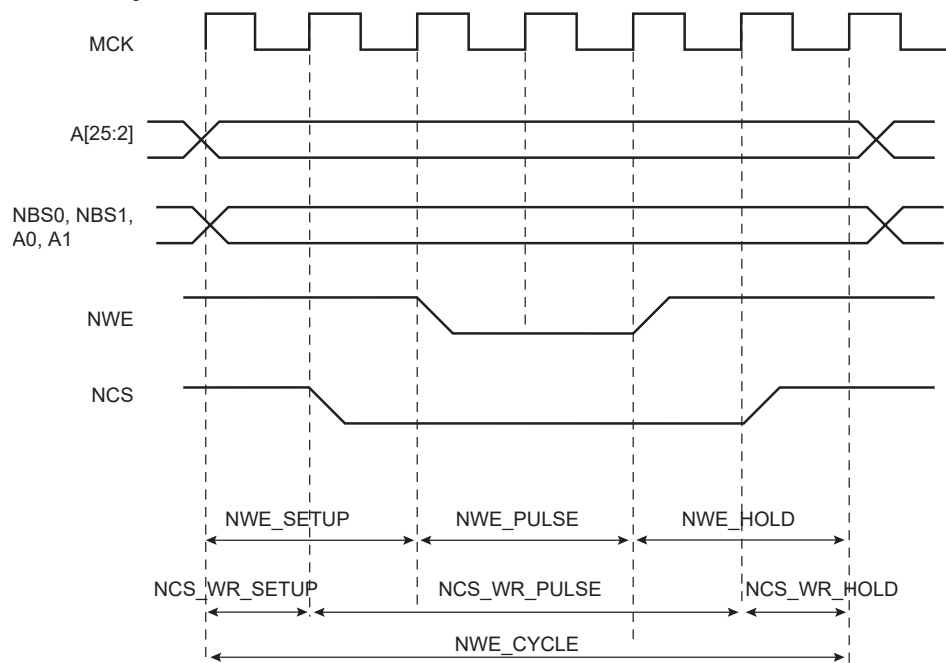 MCK
A[25:2]
NBS0, NBS1,
A0, A1
NWE
NCS
NWE_SETUP NWE_PULSE NWE_HOLD
NCS_WR_SETUP NCS_WR_PULSE NCS_WR_HOLD
NWE_CYCLE